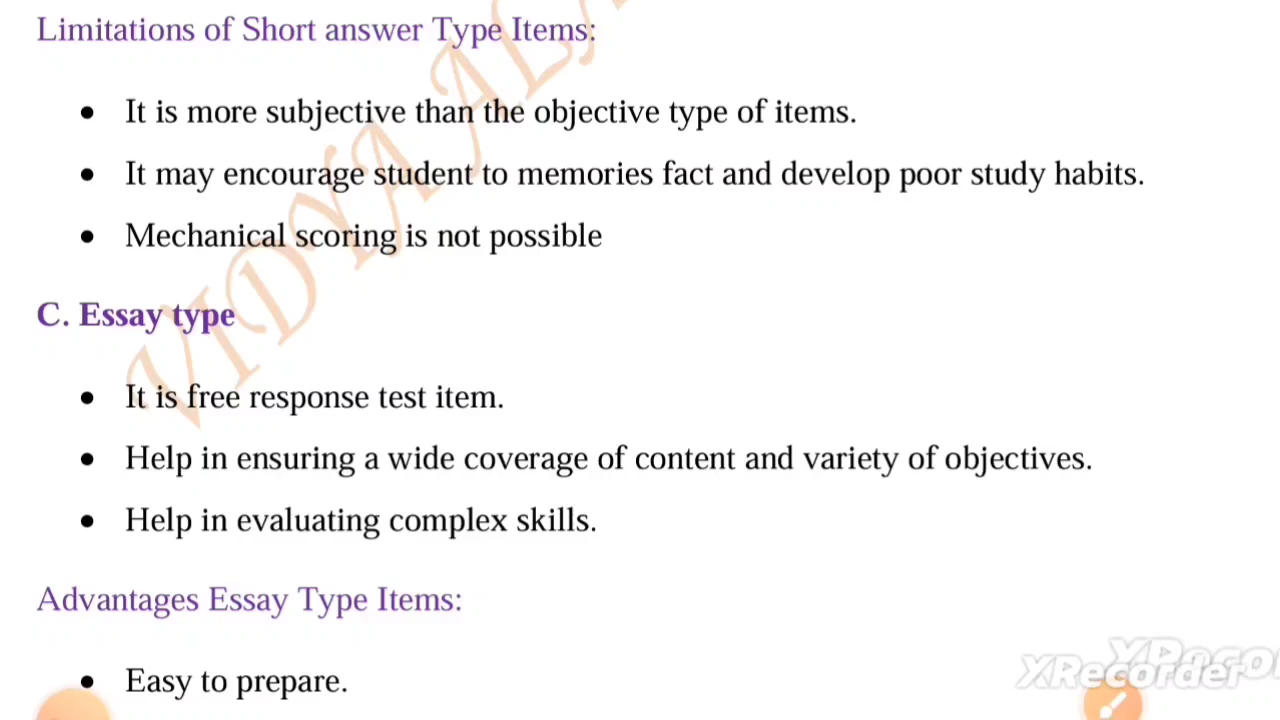 Limitations of Short answer Type Items:
• It is more subjective than the objective type of items.
• It may encourage student to memories fact and develop poor study habits.
• Mechanical scoring is not possible
C. Essay type
• It is free response test item.
• Help in ensuring a wide coverage of content and variety of objectives.
• Help in evaluating complex skills.
Advantages Essay Type Items:
• Easy to prepare.
VIDYAALA
XRecorder
XRecor